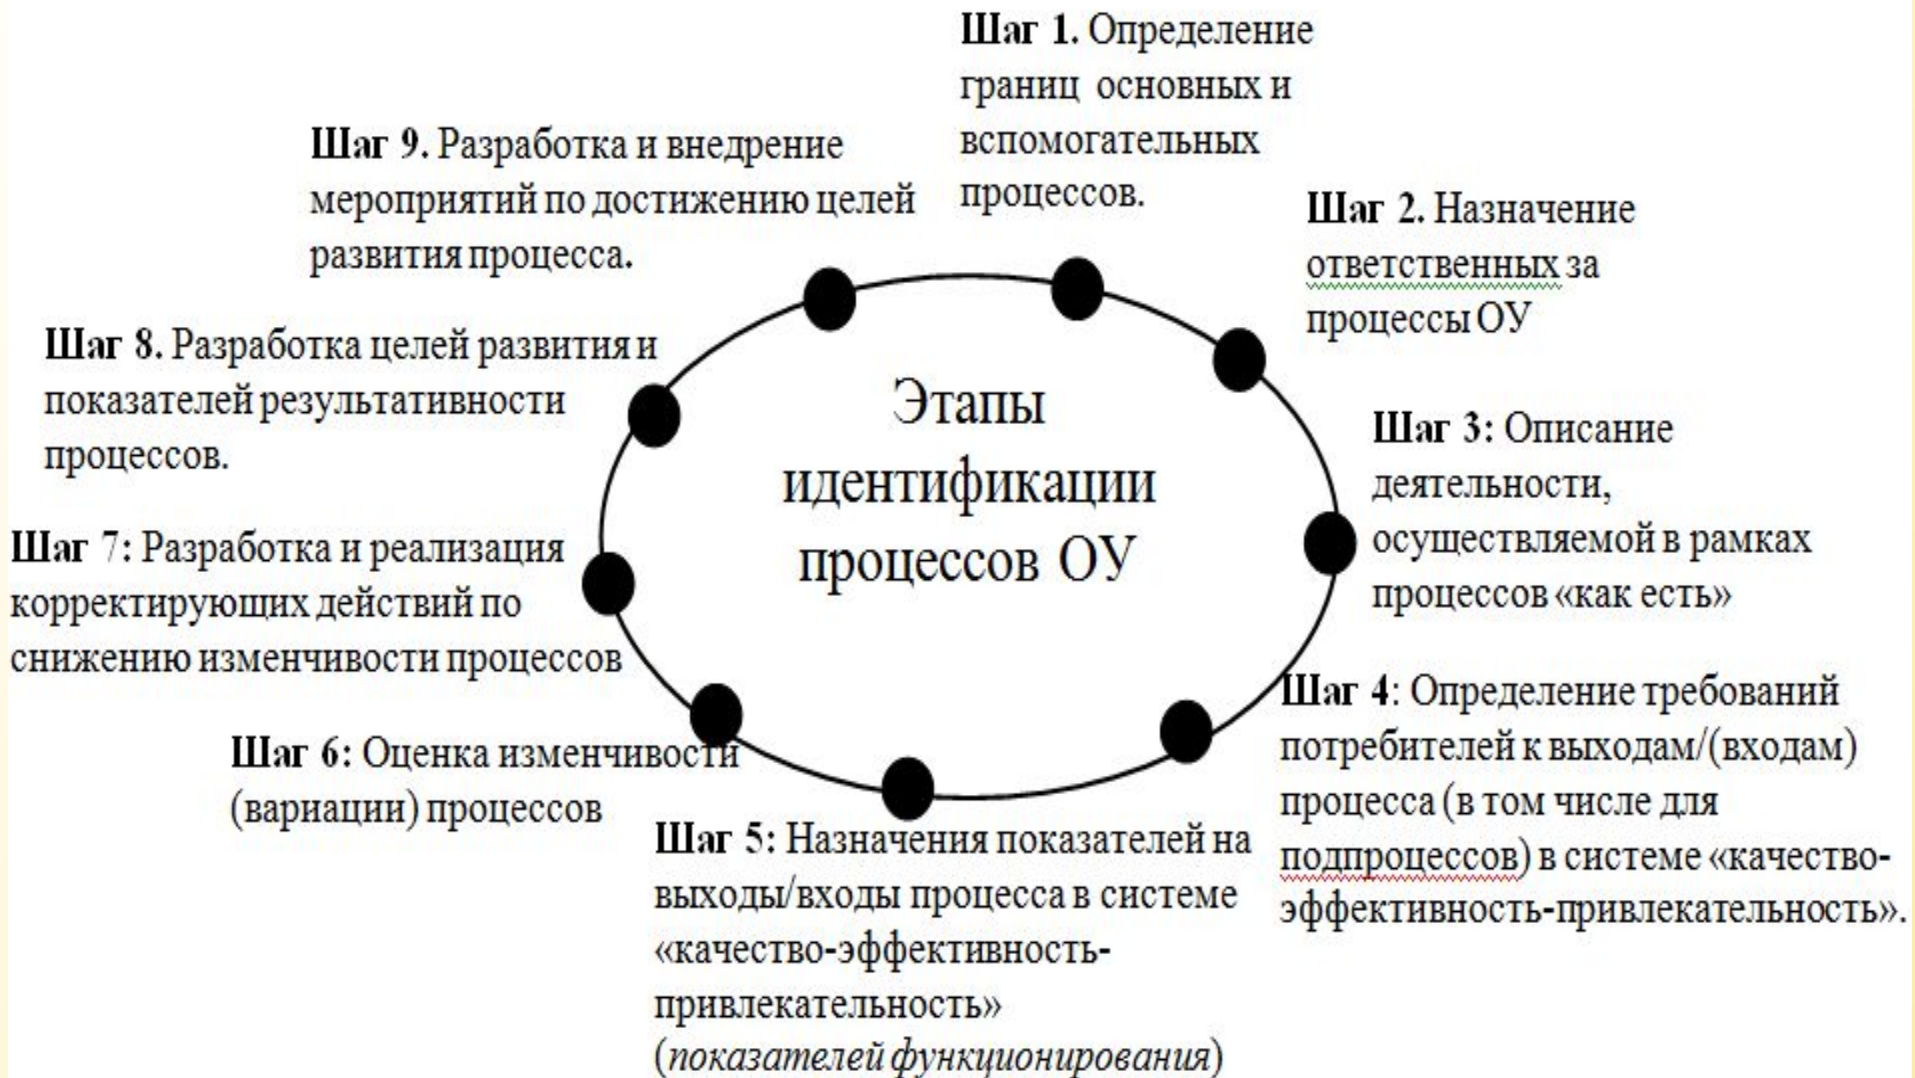 Этапы
идентификации
процессов ОУ
Шаг 1. Определение
границ основных и
вспомогательных
процессов.
Шаг 2. Назначение
ответственных за
процессы ОУ
Шаг 3: Описание
деятельности,
осуществляемой в рамках
процессов «как есть»
Шаг 4: Определение требований
потребителей к выходам/(входам)
процесса (в том числе для
подпроцессов) в системе «качество-
эффективность-привлекательность».
Шаг 5: Назначения показателей на
выходы/входы процесса в системе
«качество-эффективность-
привлекательность»
(показателей функционирования)
Шаг 6: Оценка изменчивости
(вариации) процессов
Шаг 7: Разработка и реализация
корректирующих действий по
снижению изменчивости процессов
Шаг 8. Разработка целей развития и
показателей результативности
процессов.
Шаг 9. Разработка и внедрение
мероприятий по достижению целей
развития процесса.